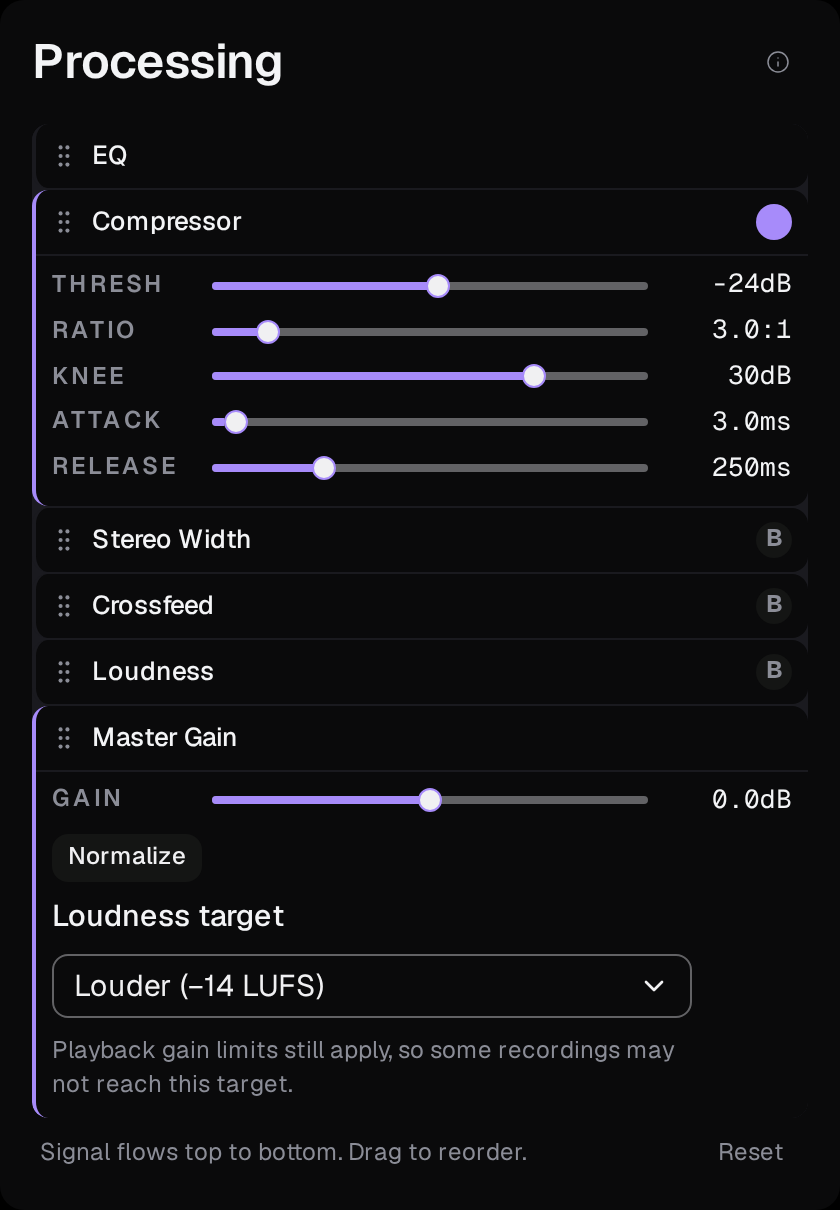 Processing
EQ
Compressor
THRESH -24dB
RATIO 3.0:1
KNEE 30dB
ATTACK 3.0ms
RELEASE 250ms
Stereo Width B
Crossfeed B
Loudness B
Master Gain
GAIN 0.0dB
Normalize
Loudness target
Louder (−14 LUFS)
Playback gain limits still apply, so some recordings may
not reach this target.
Signal flows top to bottom. Drag to reorder. Reset